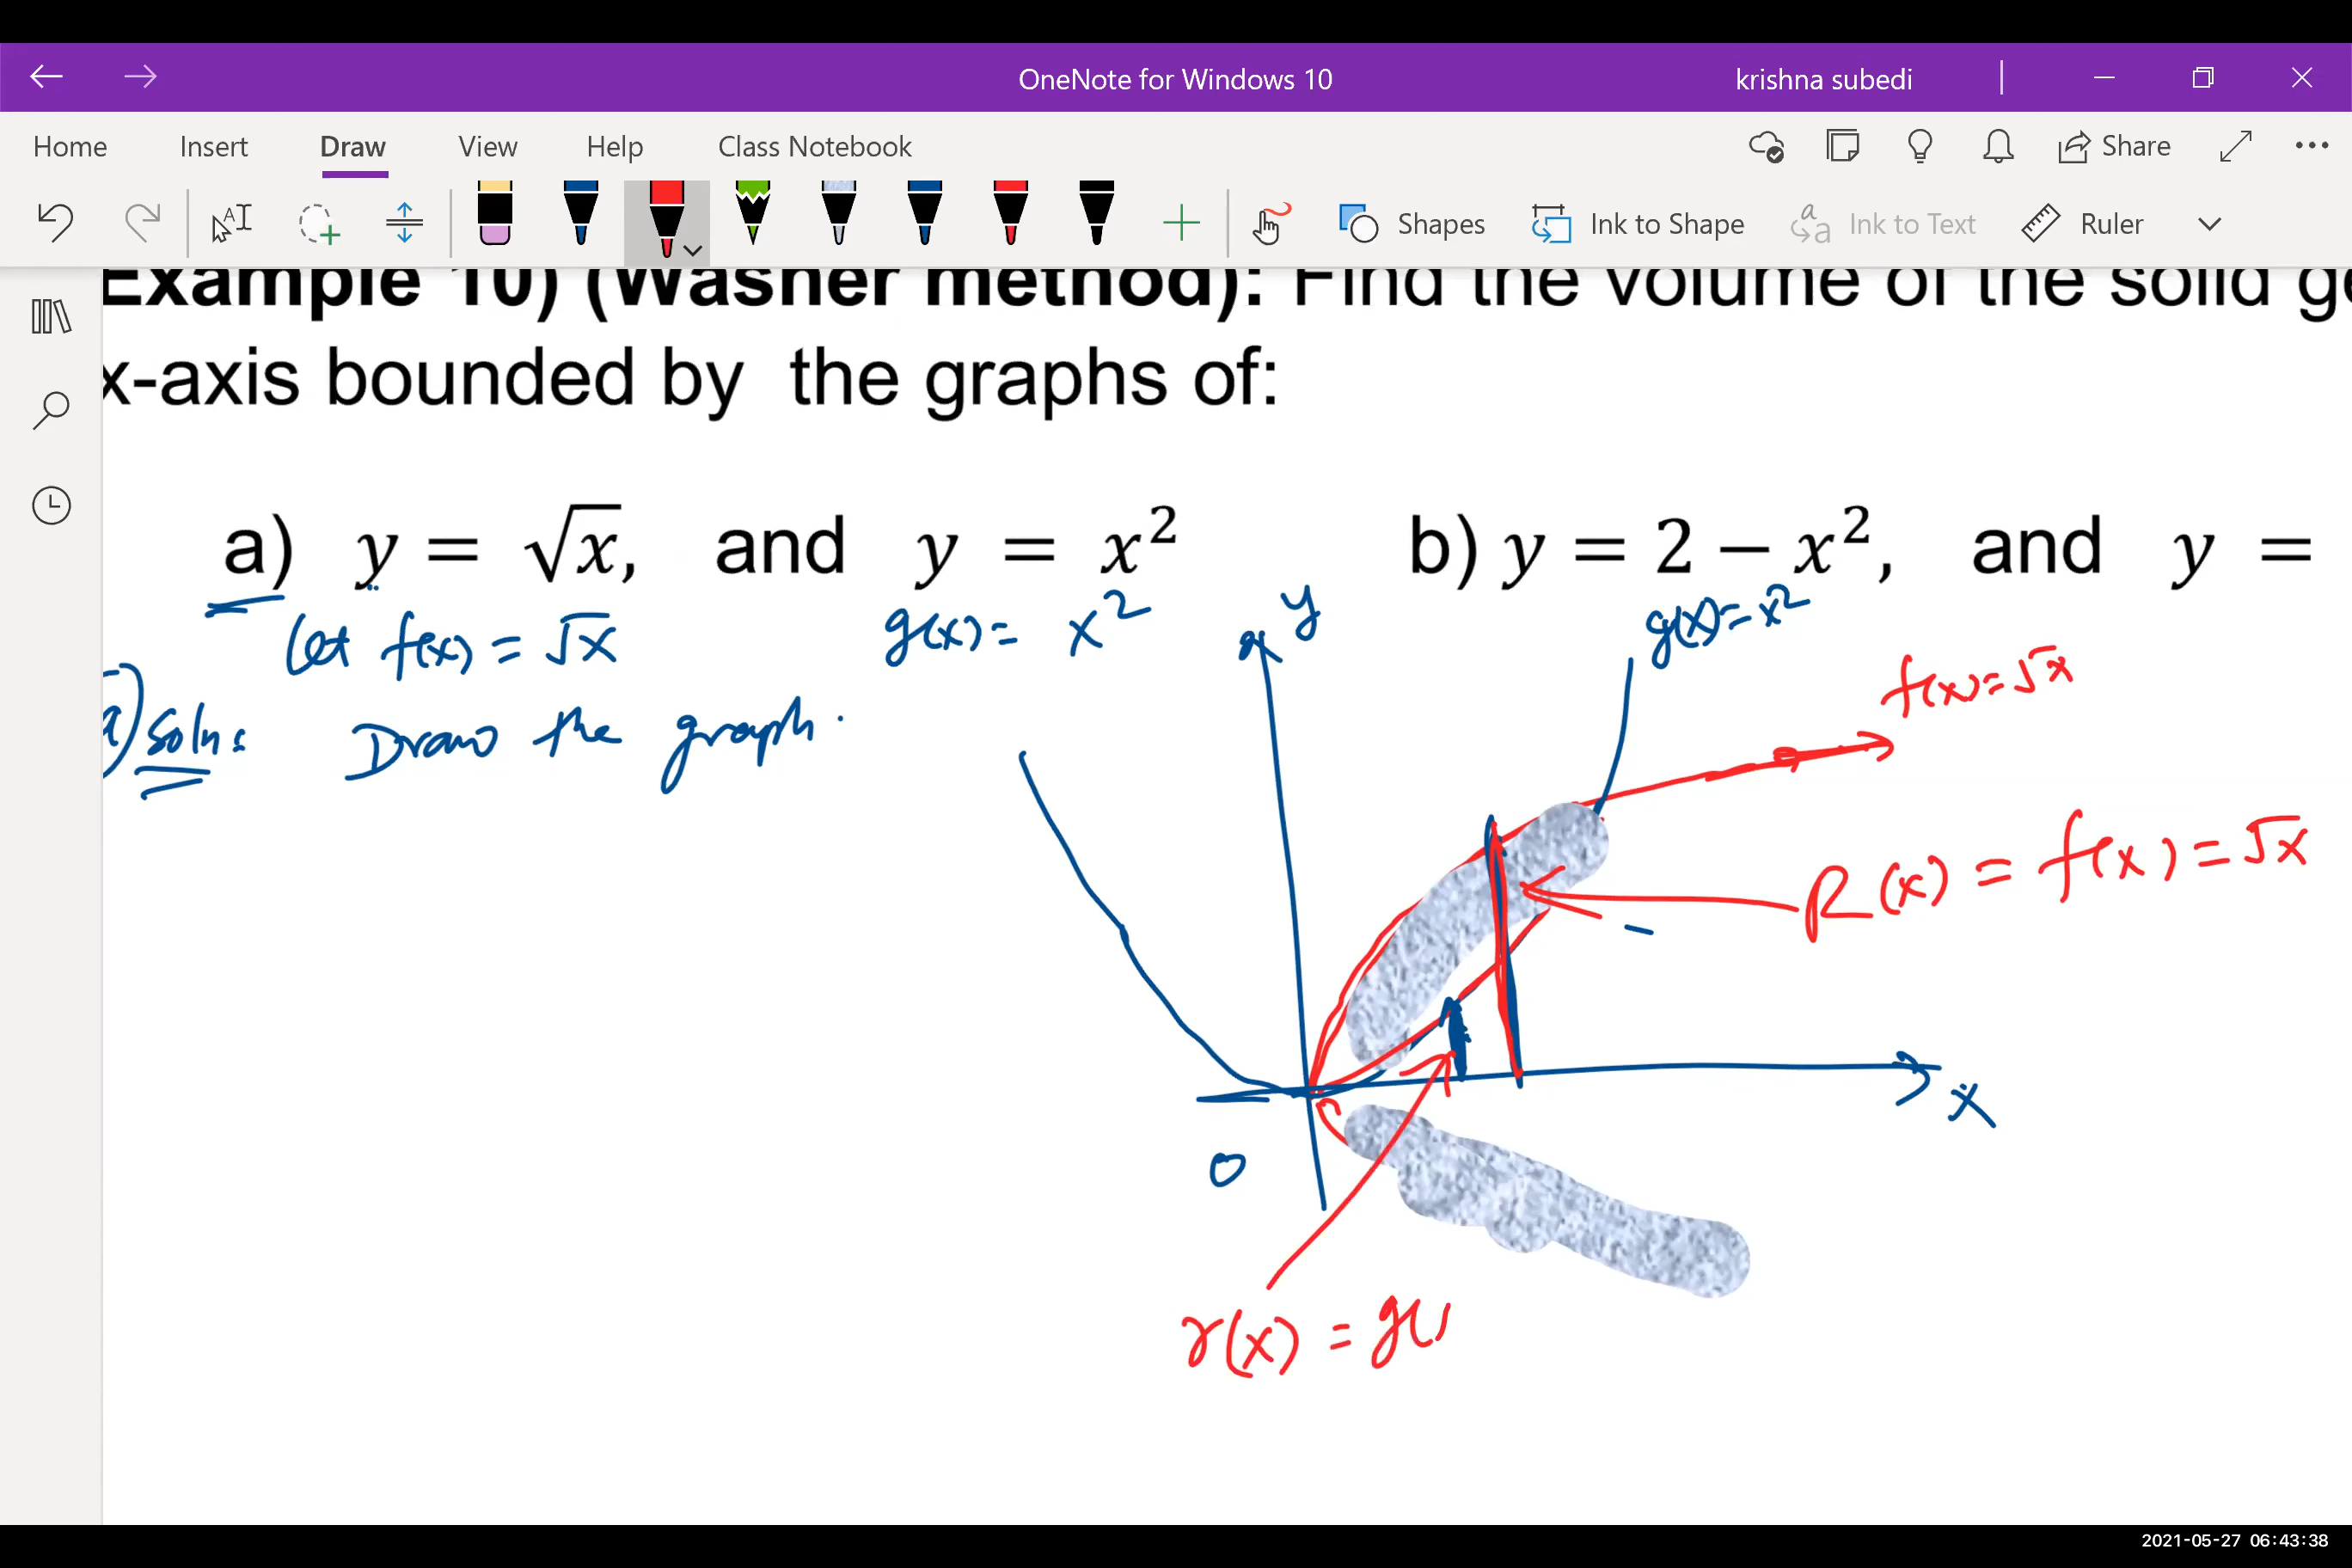 OneNote for Windows 10
krishna subedi
Home Insert Draw View Help Class Notebook Share
Shapes Ink to Shape Ink to Text Ruler
Example 10) (Washer method): Find the volume of the solid
x-axis bounded by the graphs of:
a) y = √x, and y = x² b) y = 2 − x², and y =
let f(x) = √x g(x) = x² y g(x) = x²
f(x) = √x
a) Soln: Draw the graph.
R(x) = f(x) = √x
x
0
r(x) = g(
2021-05-27 06:43:38